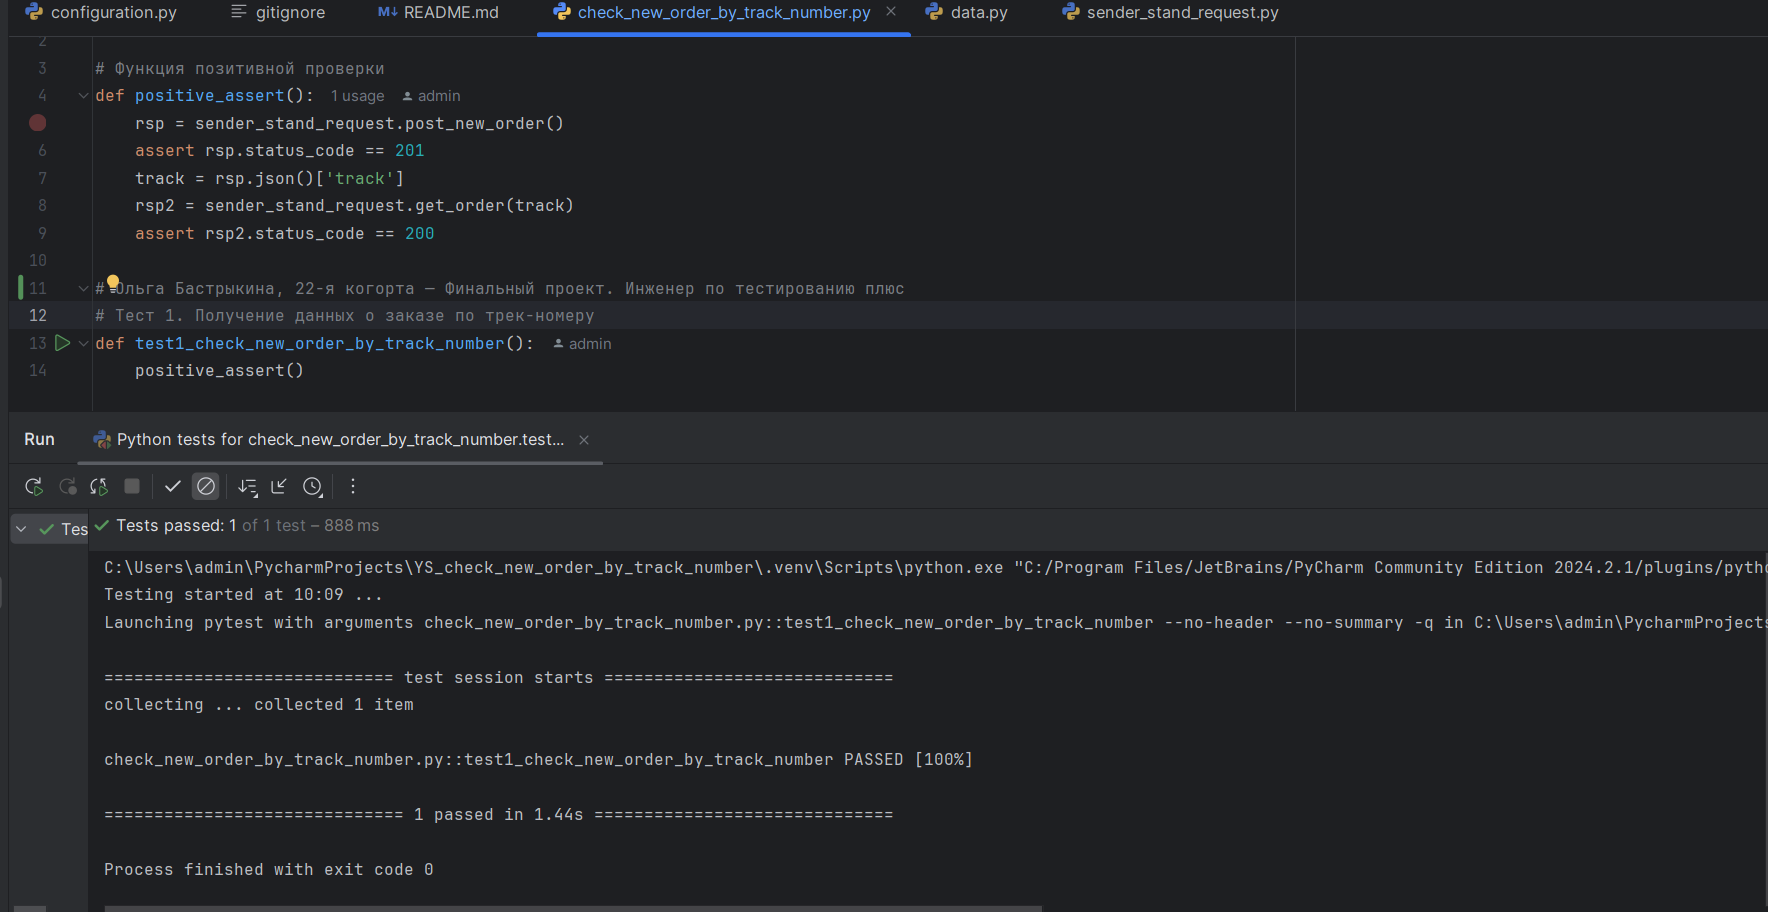 configuration.py gitignore M↓ README.md check_new_order_by_track_number.py data.py sender_stand_request.py
2
3 # Функция позитивной проверки
4 def positive_assert(): 1 usage admin
rsp = sender_stand_request.post_new_order()
6 assert rsp.status_code == 201
7 track = rsp.json()['track']
8 rsp2 = sender_stand_request.get_order(track)
9 assert rsp2.status_code == 200
10
11 # Ольга Бастрыкина, 22-я когорта — Финальный проект. Инженер по тестированию плюс
12 # Тест 1. Получение данных о заказе по трек-номеру
13 def test1_check_new_order_by_track_number(): admin
14 positive_assert()
Run Python tests for check_new_order_by_track_number.test...
Tes Tests passed: 1 of 1 test – 888 ms
C:\Users\admin\PycharmProjects\YS_check_new_order_by_track_number\.venv\Scripts\python.exe "C:/Program Files/JetBrains/PyCharm Community Edition 2024.2.1/plugins/pytho
Testing started at 10:09 ...
Launching pytest with arguments check_new_order_by_track_number.py::test1_check_new_order_by_track_number --no-header --no-summary -q in C:\Users\admin\PycharmProjects
============================= test session starts =============================
collecting ... collected 1 item
check_new_order_by_track_number.py::test1_check_new_order_by_track_number PASSED [100%]
============================== 1 passed in 1.44s ==============================
Process finished with exit code 0